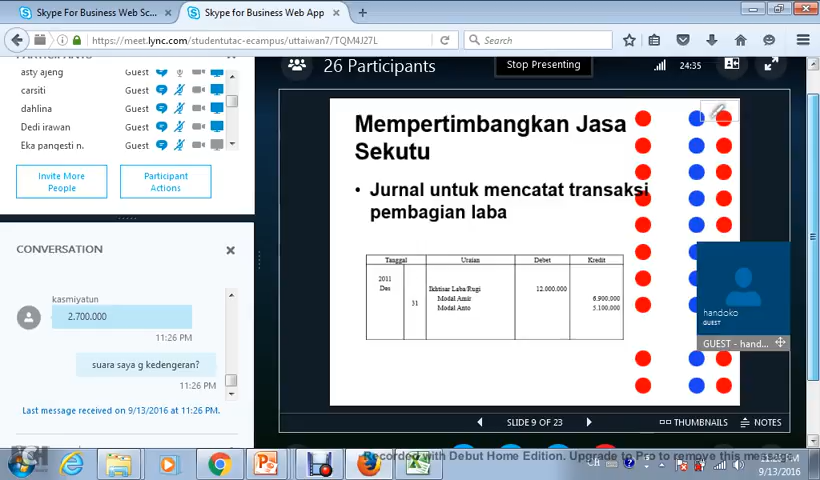 Skype For Business Web Sc...
Skype for Business Web App
https://meet.lync.com/studentutac-ecampus/uttaiwan7/TQM4J27L
Search
26 Participants
Stop Presenting
24:35
asty ajeng Guest
carsiti Guest
dahlina Guest
Dedi irawan Guest
Eka pangesti n. Guest
Invite More
People
Participant
Actions
CONVERSATION
kasmiyatun
2.700.000
11:26 PM
suara saya g kedengeran?
11:26 PM
Last message received on 9/13/2016 at 11:26 PM.
Mempertimbangkan Jasa
Sekutu
• Jurnal untuk mencatat transaksi
pembagian laba
Tanggal Uraian Debet Kredit
2011
Des Ikhtisar Laba/Rugi 12.000.000
31 Modal Amir 6.900.000
Modal Anto 5.100.000
handoko
GUEST
GUEST - hand...
SLIDE 9 OF 23
THUMBNAILS
NOTES
Recorded with Debut Home Edition. Upgrade to Pro to remove this message.
CH
9/13/2016